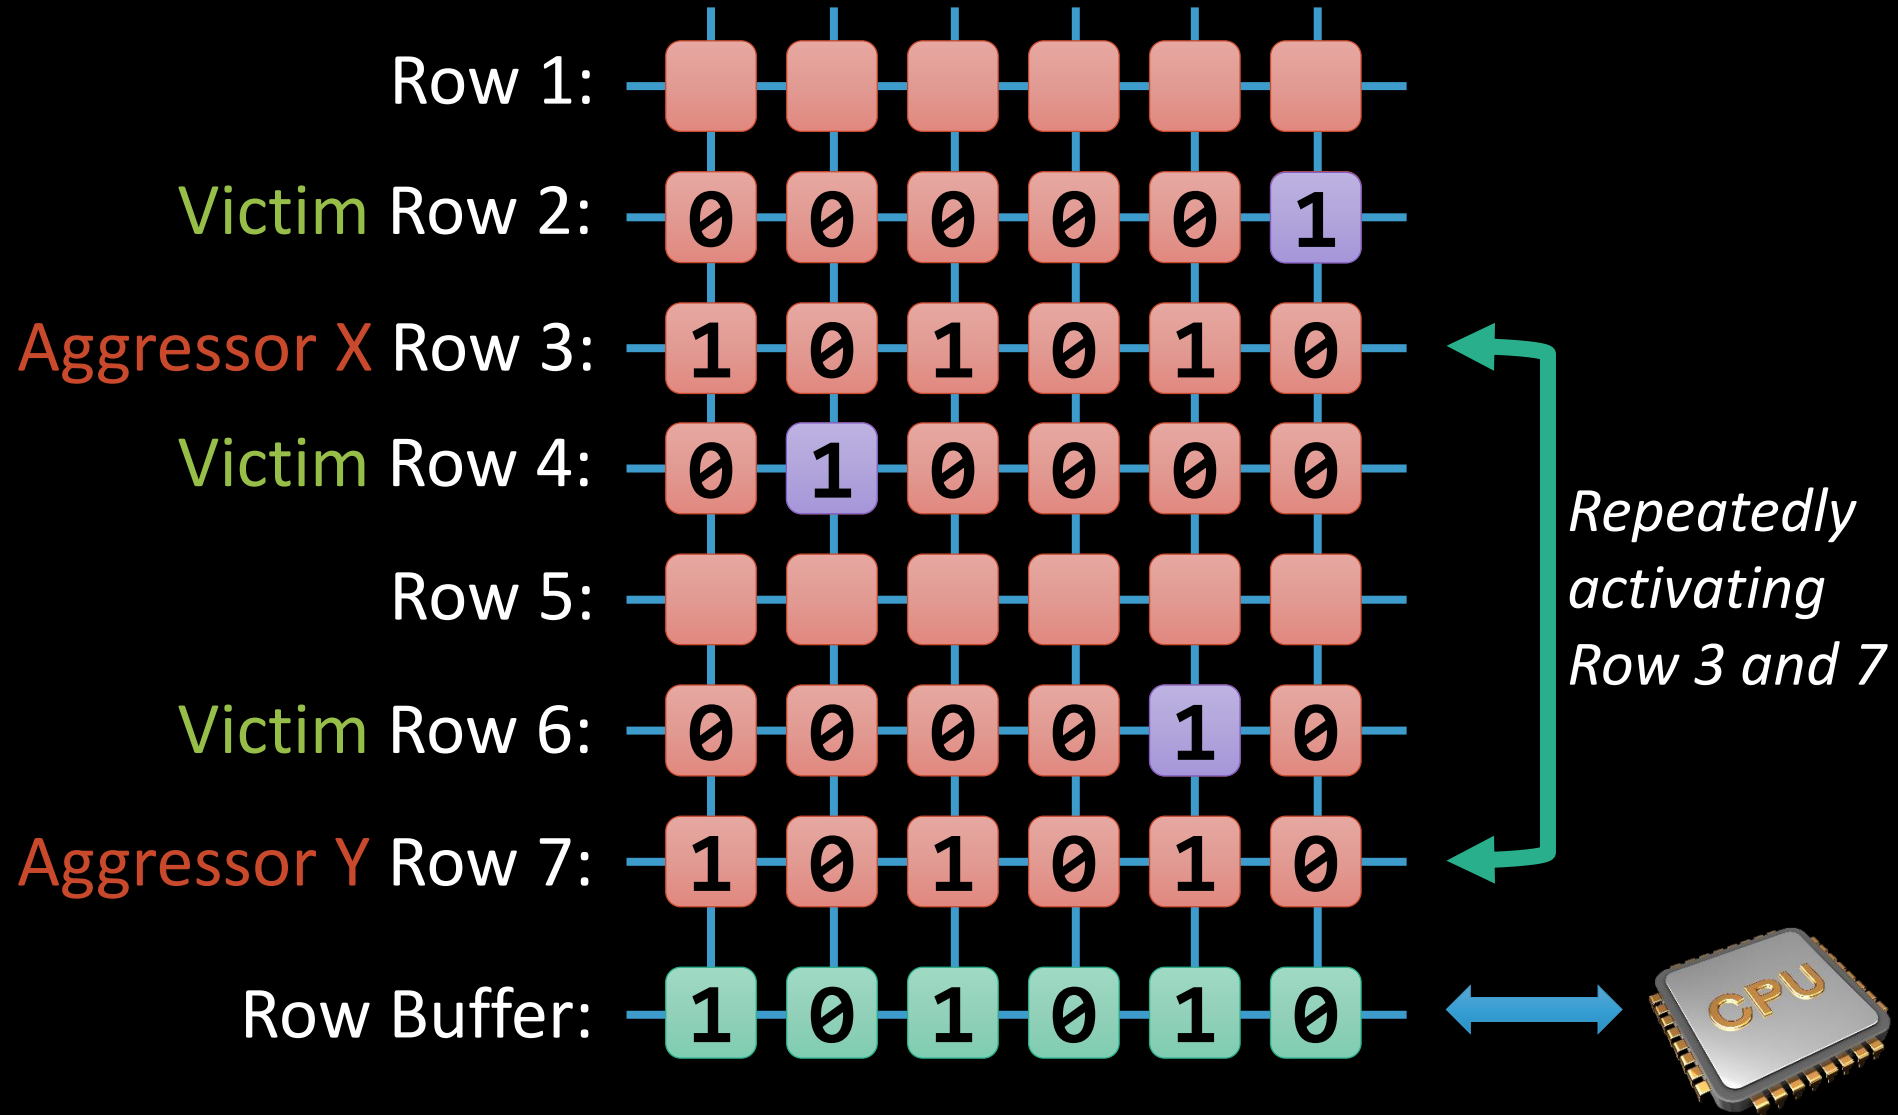 Row 1:
Victim Row 2: 0 0 0 0 0 1
Aggressor X Row 3: 1 0 1 0 1 0
Victim Row 4: 0 1 0 0 0 0
Row 5:
Victim Row 6: 0 0 0 0 1 0
Aggressor Y Row 7: 1 0 1 0 1 0
Row Buffer: 1 0 1 0 1 0
Repeatedly
activating
Row 3 and 7
CPU